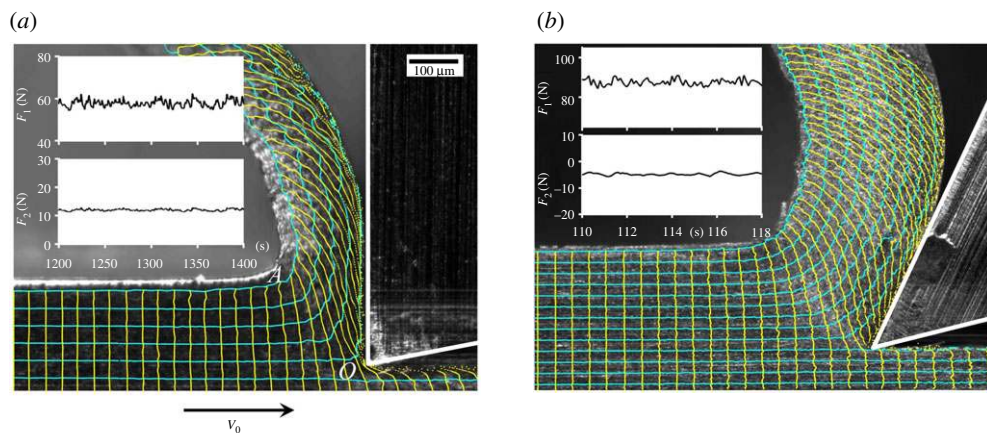 (a)
(b)
80
60
40
F₁ (N)
30
20
10
0
F₂ (N)
1200 1250 1300 1350 1400
(s)
A
O
100 µm
V₀
100
80
F₁ (N)
10
0
−10
−20
F₂ (N)
110 112 114 (s) 116 118